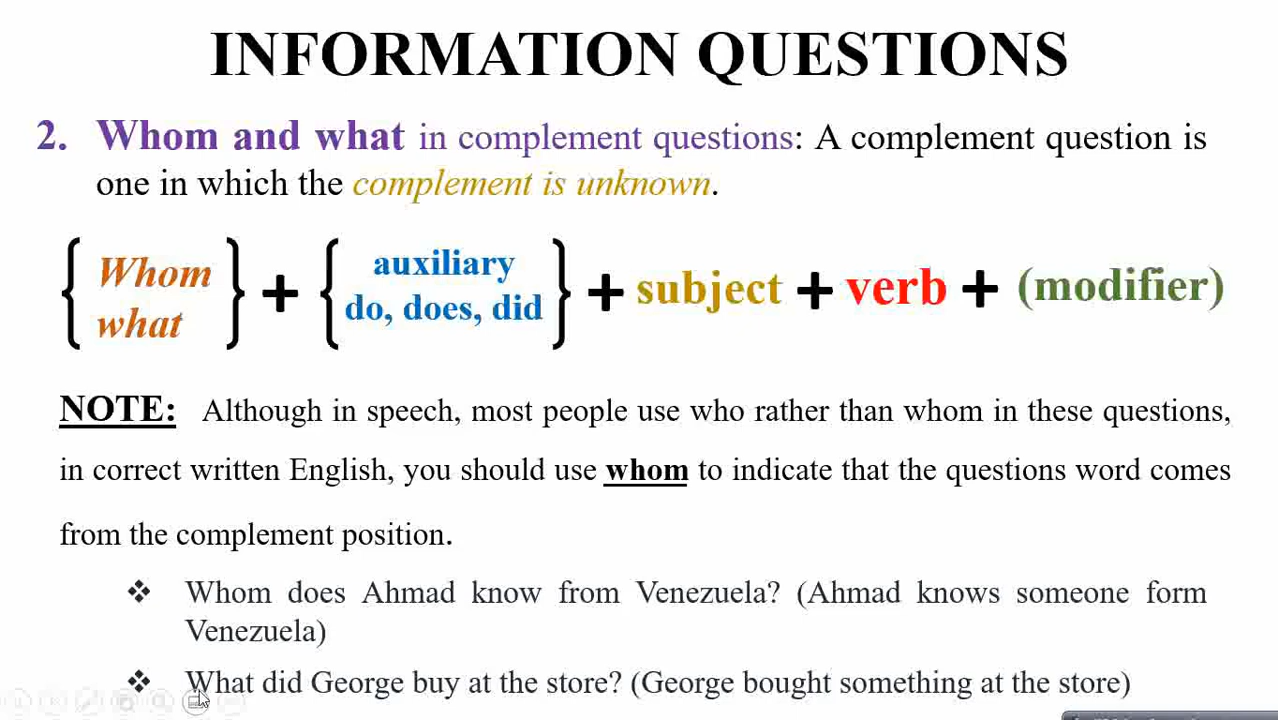 INFORMATION QUESTIONS
2. Whom and what in complement questions: A complement question is
one in which the complement is unknown.
{ Whom what } + { auxiliary do, does, did } + subject + verb + (modifier)
NOTE: Although in speech, most people use who rather than whom in these questions,
in correct written English, you should use whom to indicate that the questions word comes
from the complement position.
❖ Whom does Ahmad know from Venezuela? (Ahmad knows someone form
Venezuela)
❖ What did George buy at the store? (George bought something at the store)